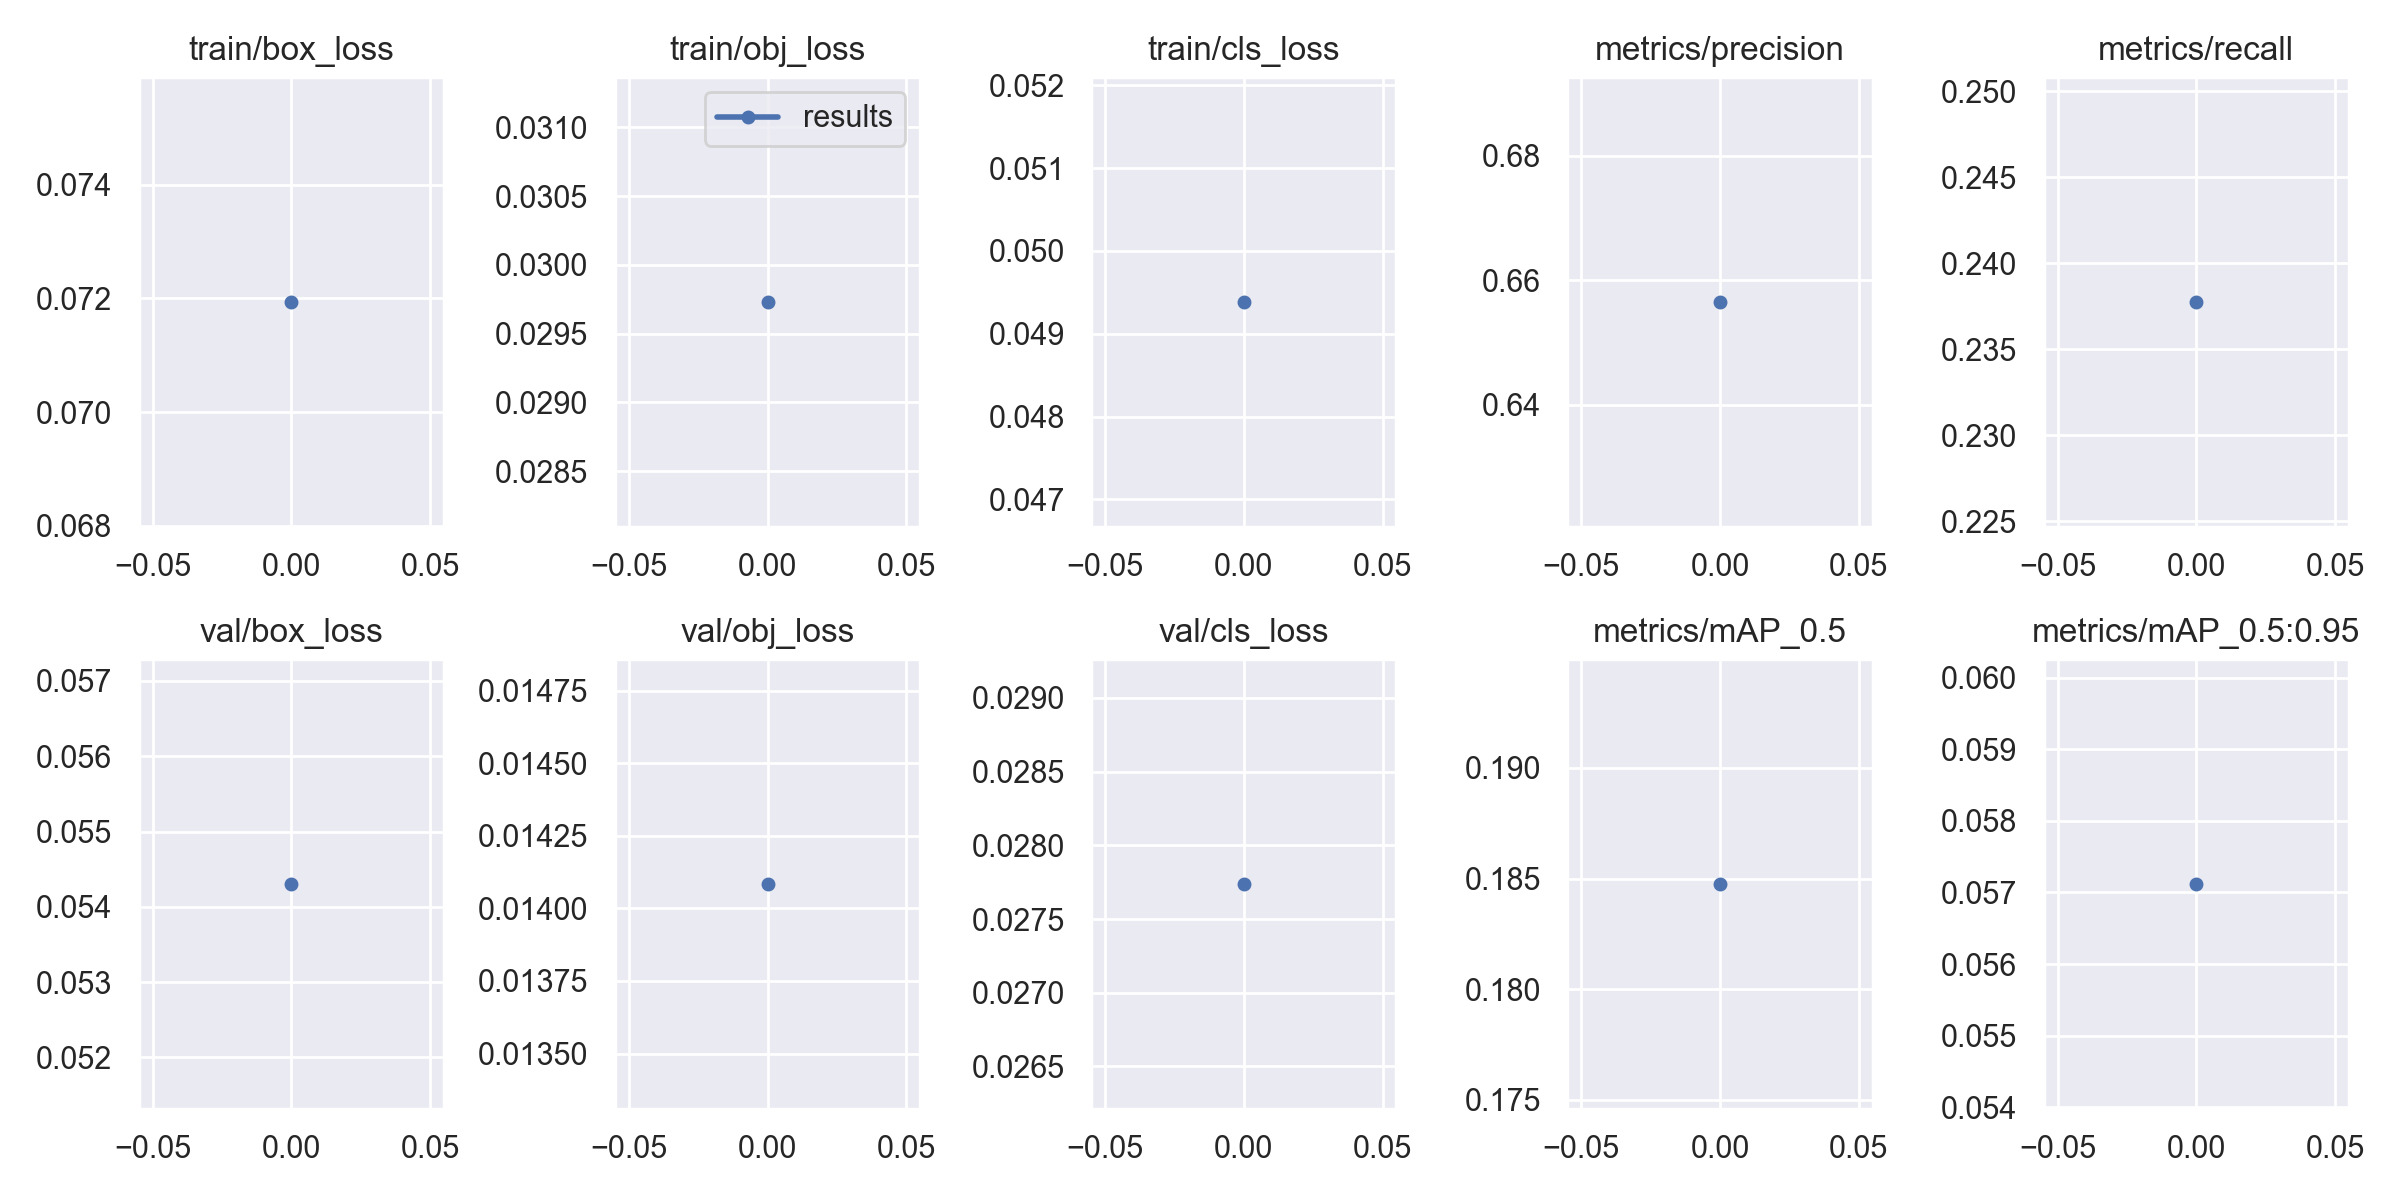 train/box_loss
0.074
0.072
0.070
0.068
−0.05 0.00 0.05
train/obj_loss
results
0.0310
0.0305
0.0300
0.0295
0.0290
0.0285
−0.05 0.00 0.05
train/cls_loss
0.052
0.051
0.050
0.049
0.048
0.047
−0.05 0.00 0.05
metrics/precision
0.68
0.66
0.64
−0.05 0.00 0.05
metrics/recall
0.250
0.245
0.240
0.235
0.230
0.225
−0.05 0.00 0.05
val/box_loss
0.057
0.056
0.055
0.054
0.053
0.052
−0.05 0.00 0.05
val/obj_loss
0.01475
0.01450
0.01425
0.01400
0.01375
0.01350
−0.05 0.00 0.05
val/cls_loss
0.0290
0.0285
0.0280
0.0275
0.0270
0.0265
−0.05 0.00 0.05
metrics/mAP_0.5
0.190
0.185
0.180
0.175
−0.05 0.00 0.05
metrics/mAP_0.5:0.95
0.060
0.059
0.058
0.057
0.056
0.055
0.054
−0.05 0.00 0.05